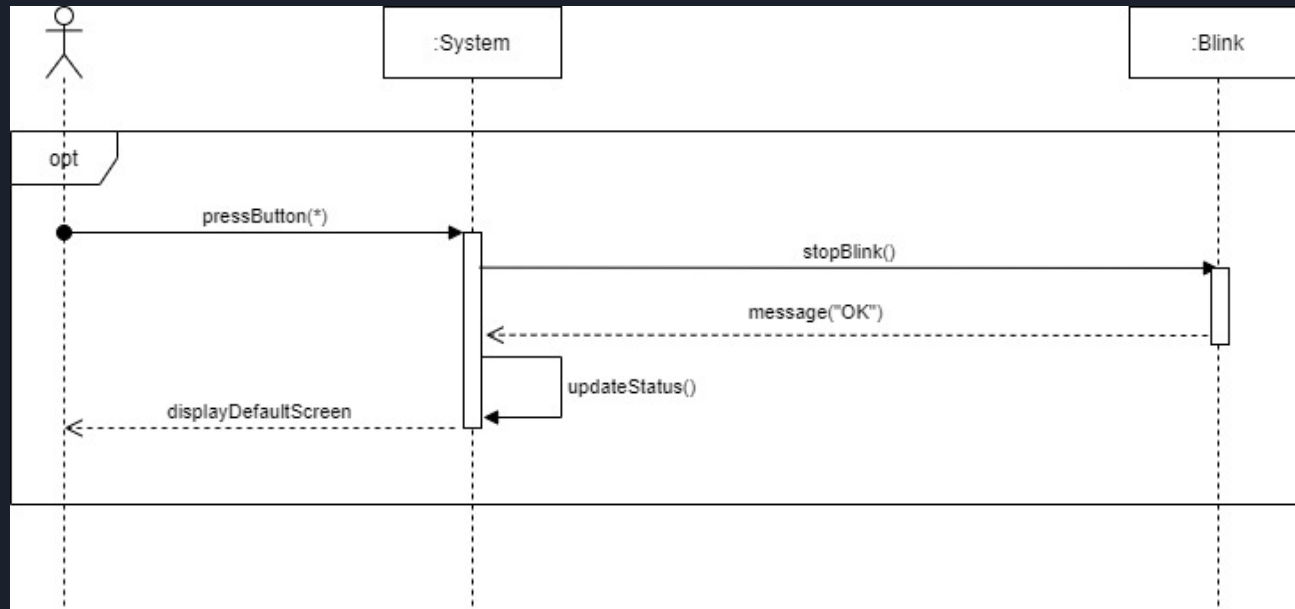 :System
:Blink
opt
pressButton(*)
stopBlink()
message("OK")
updateStatus()
displayDefaultScreen